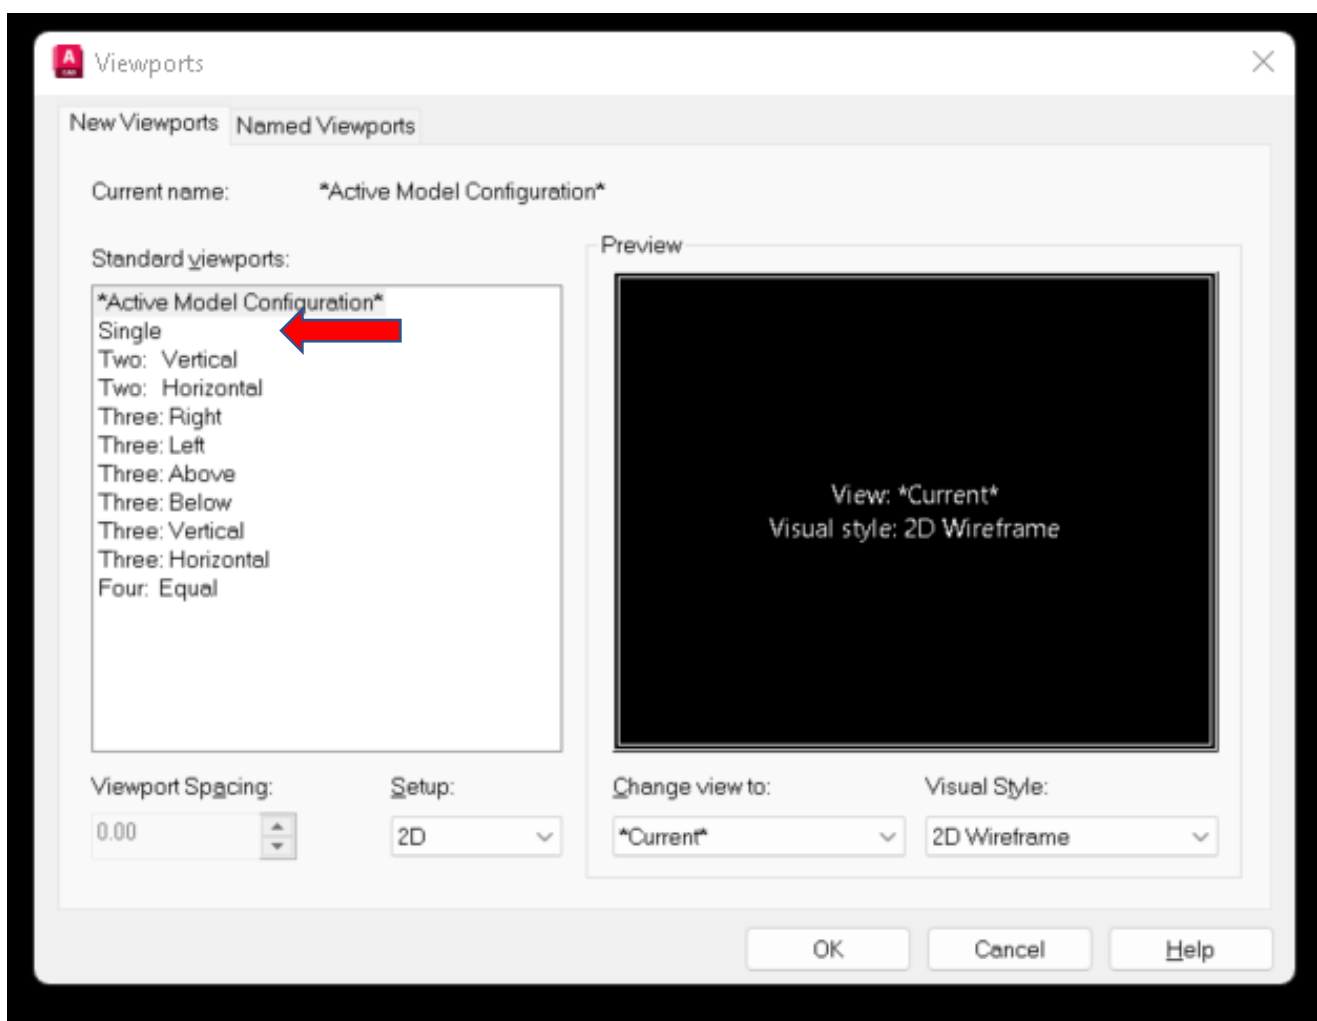 A
CAD
Viewports
New Viewports
Named Viewports
Current name:
*Active Model Configuration*
Standard viewports:
*Active Model Configuration*
Single
Two: Vertical
Two: Horizontal
Three: Right
Three: Left
Three: Above
Three: Below
Three: Vertical
Three: Horizontal
Four: Equal
Preview
View: *Current*
Visual style: 2D Wireframe
Viewport Spacing:
0.00
Setup:
2D
Change view to:
*Current*
Visual Style:
2D Wireframe
OK
Cancel
Help